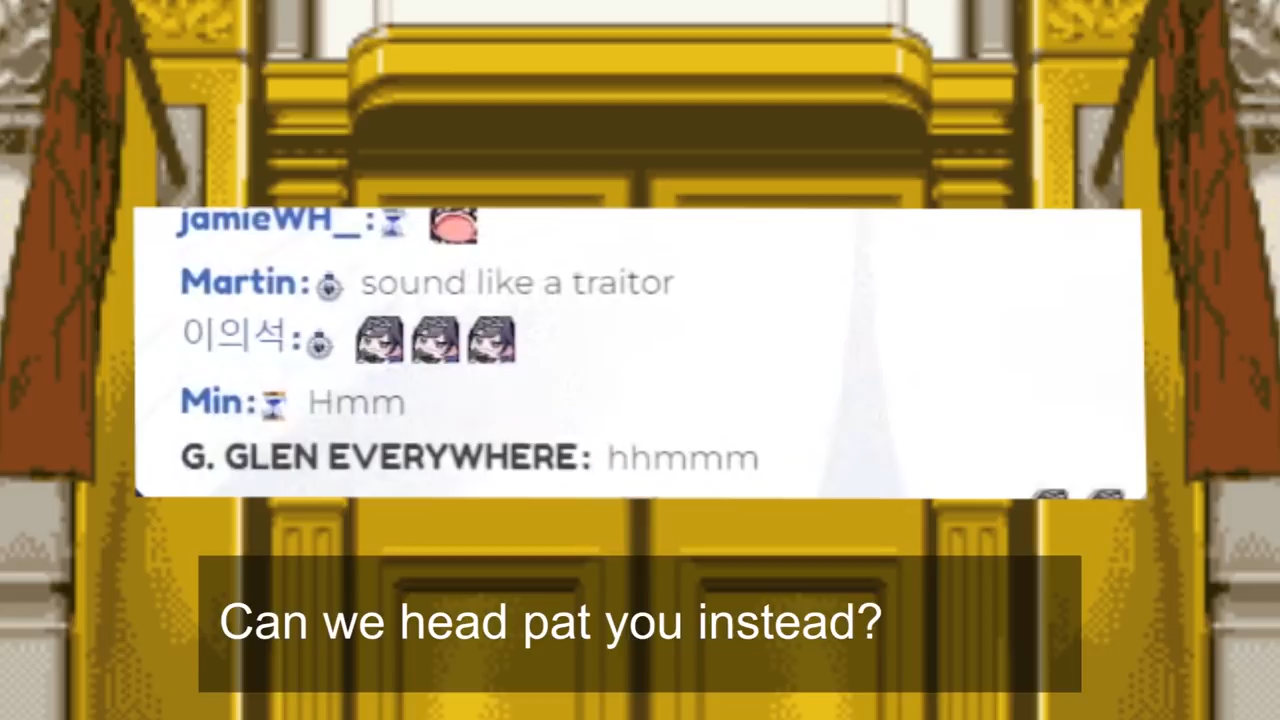 jamieWH_:
Martin: sound like a traitor
이의석:
Min: Hmm
G. GLEN EVERYWHERE: hhmmm
Can we head pat you instead?